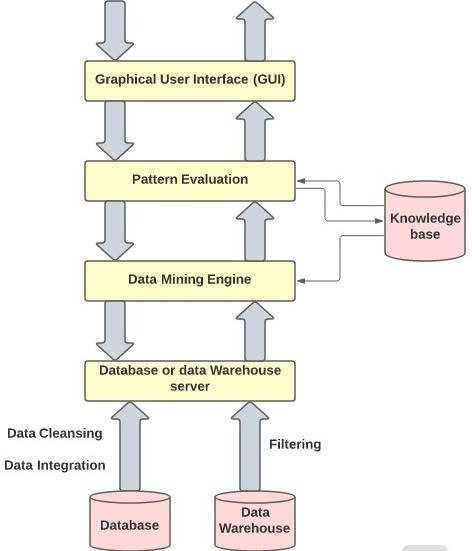 Graphical User Interface (GUI)
Pattern Evaluation
Knowledge
base
Data Mining Engine
Database or data Warehouse
server
Data Cleansing
Data Integration
Filtering
Database
Data
Warehouse